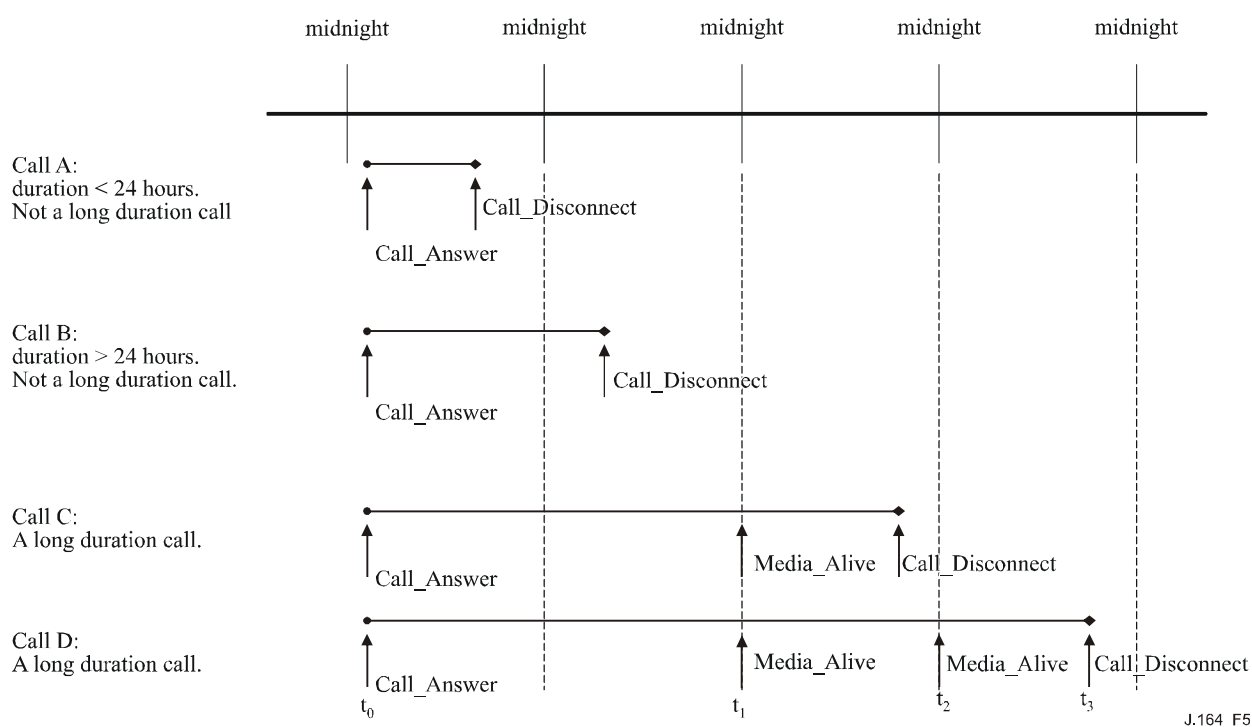 midnight midnight midnight midnight midnight
Call A:
duration < 24 hours.
Not a long duration call
Call_Disconnect
Call_Answer
Call B:
duration > 24 hours.
Not a long duration call.
Call_Disconnect
Call_Answer
Call C:
A long duration call.
Media_Alive
Call_Disconnect
Call_Answer
Call D:
A long duration call.
Media_Alive
Media_Alive
Call_Disconnect
Call_Answer
t0 t1 t2 t3
J.164_F5